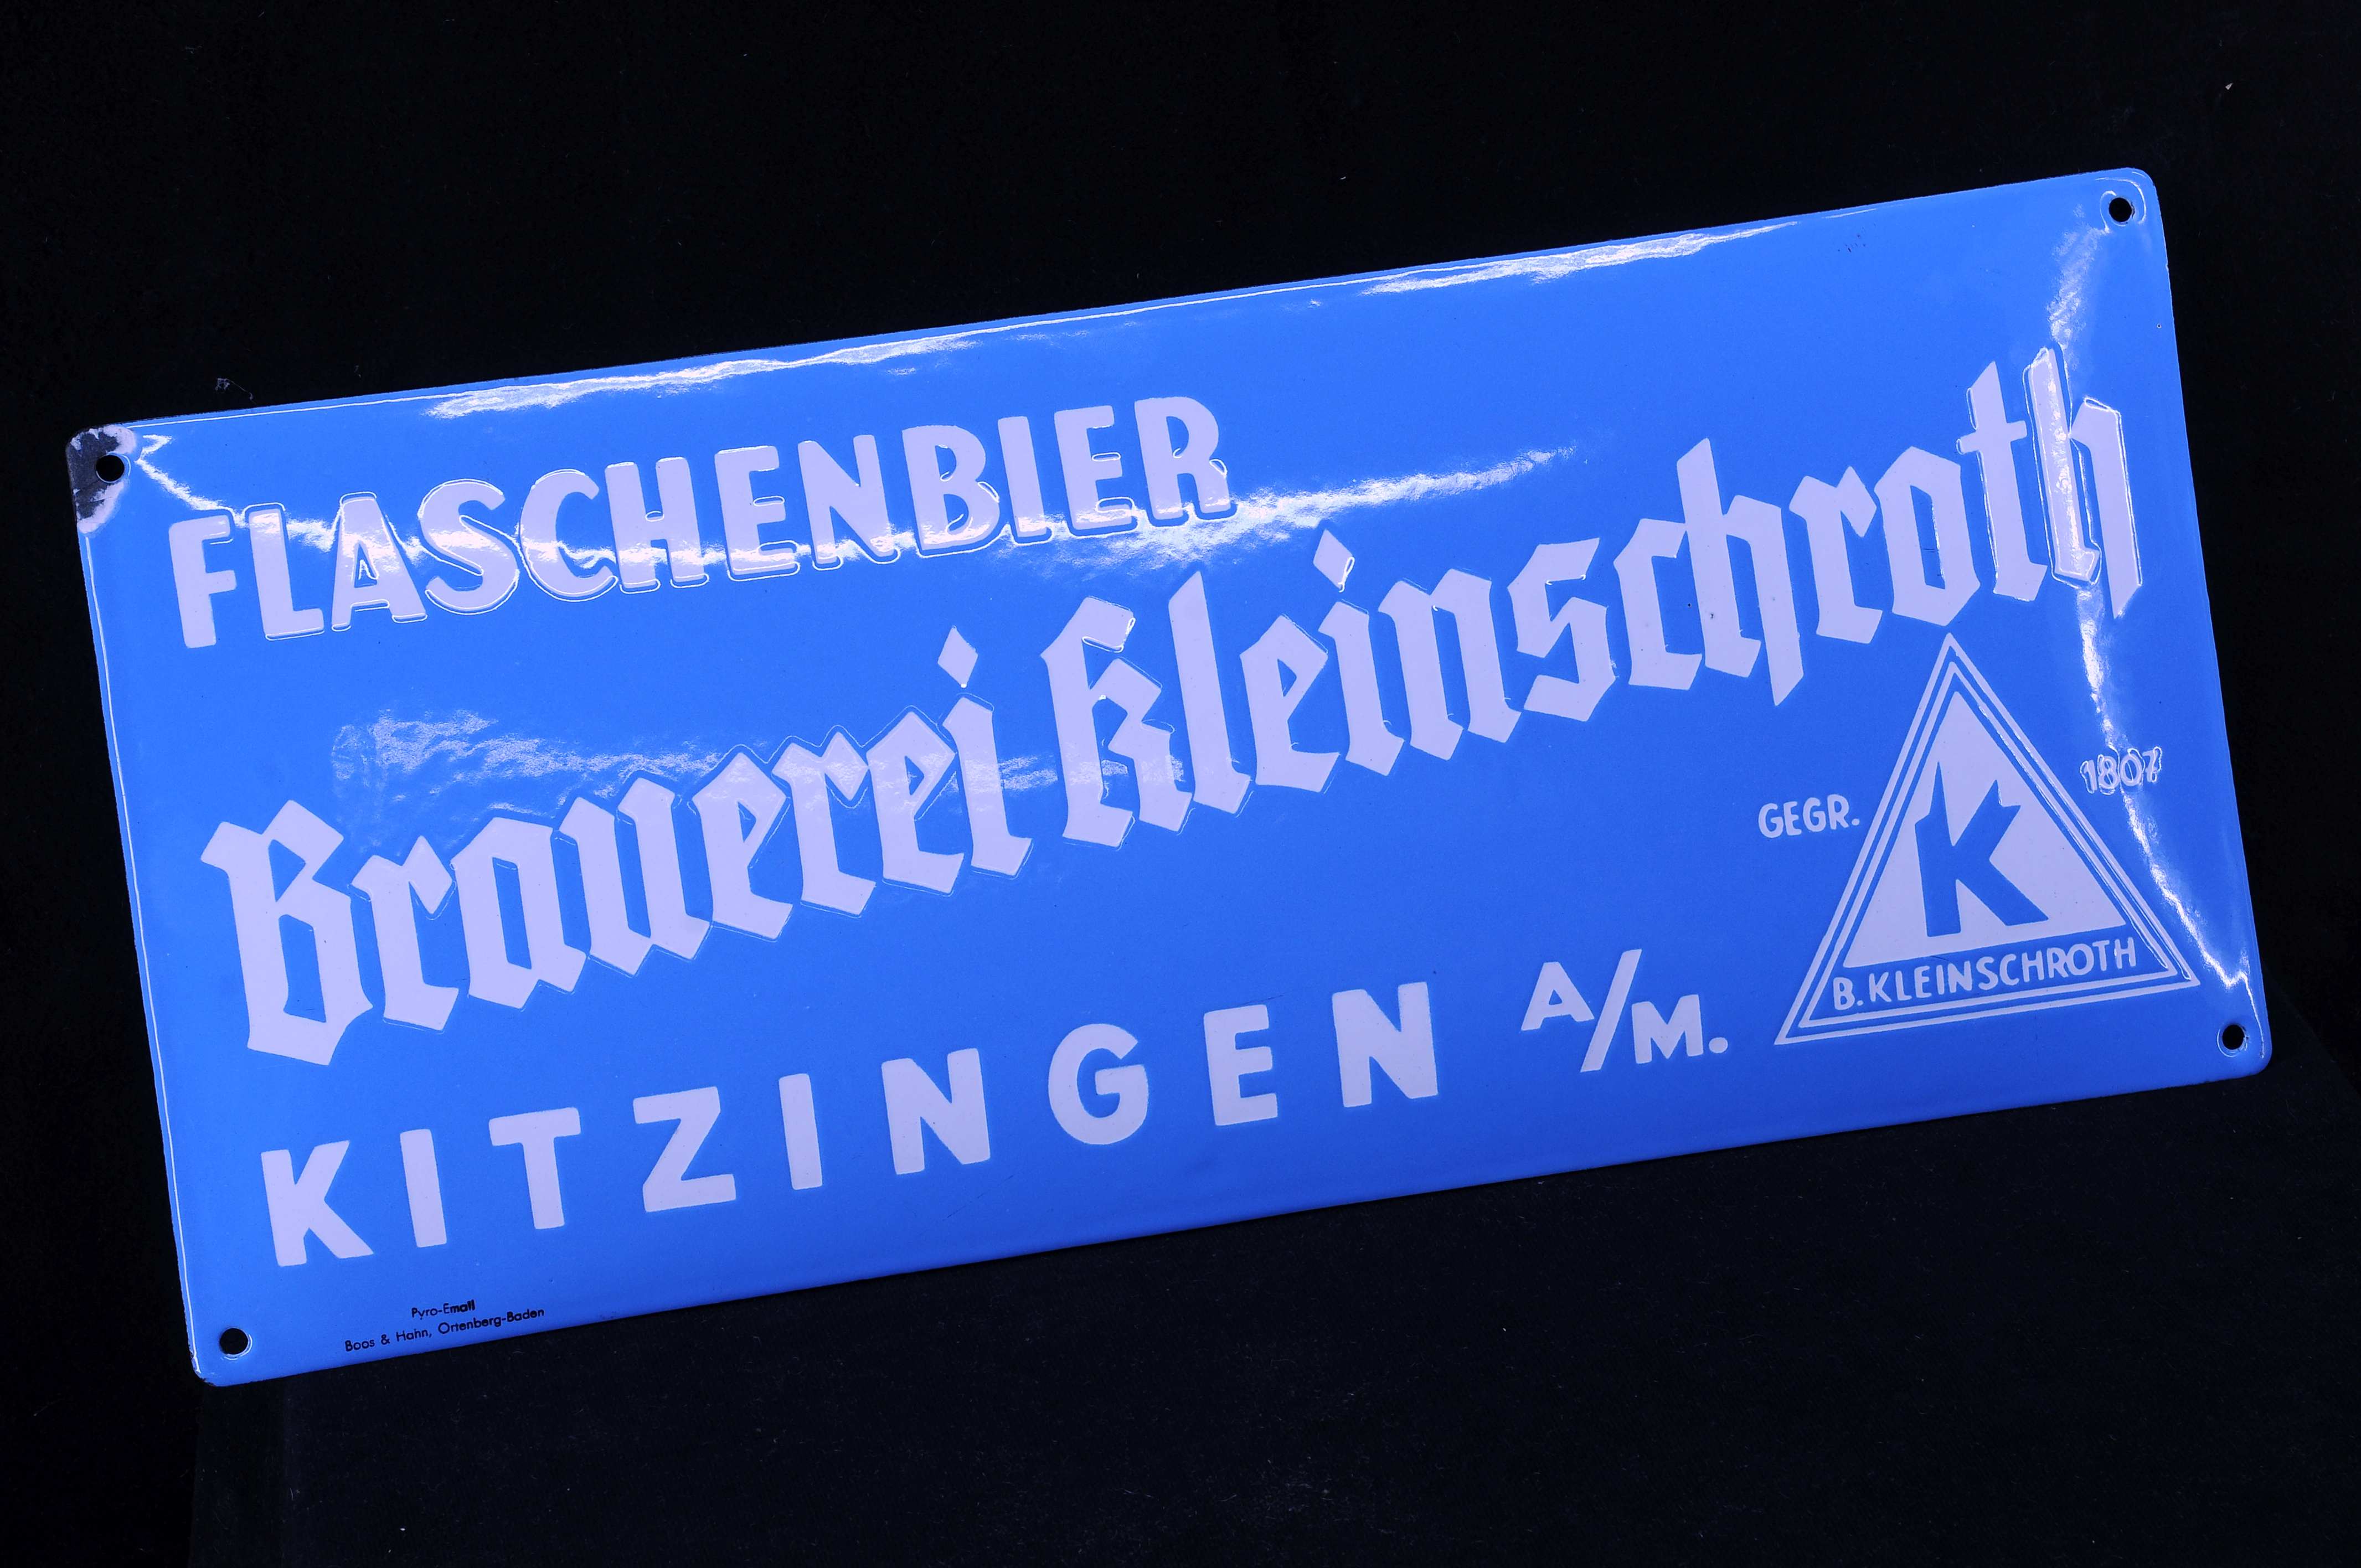 FLASCHENBIER
Brauerei Kleinschroth
GEGR. 1807
K
B. KLEINSCHROTH
KITZINGEN A/M.
Pyro-Email
Boos & Hahn, Ortenberg-Baden